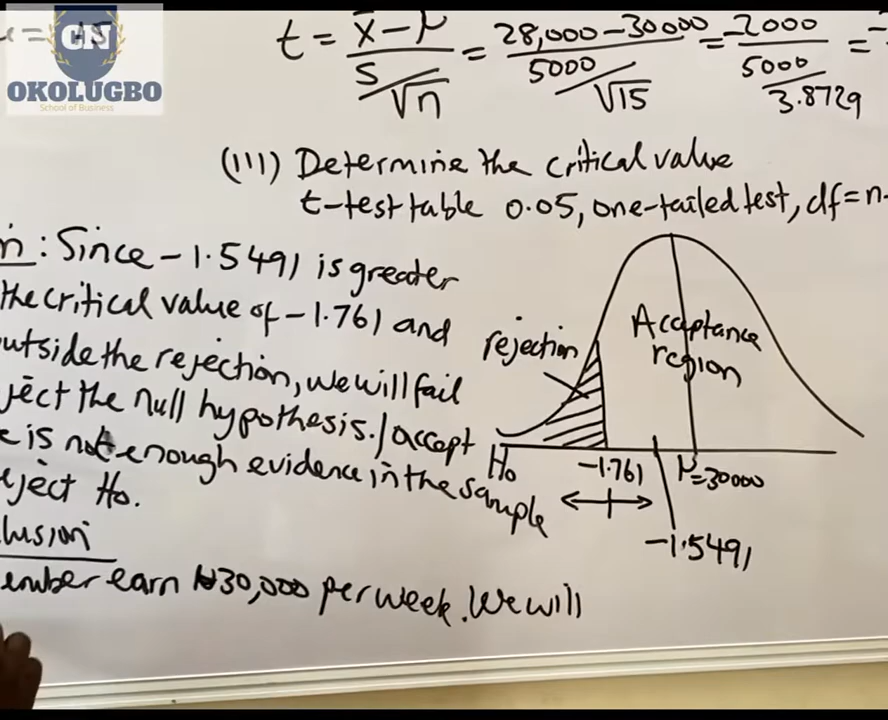 CN
OKOLUGBO
School of Business
t = x̄ - μ / S/√n = 28,000 - 30000 / 5000/√15 = -2000 / 5000/3.8729 =
(III) Determine the critical value
t-test table 0.05, one-tailed test, df = n-
n: Since -1.5491 is greater
the critical value of -1.761 and
utside the rejection, we will fail
ject the null hypothesis./accept
e is not enough evidence in the sample
eject Ho.
lusion
ember earn ₦30,000 per week. We will
rejection
Acceptance
region
Ho
-1.761
μ=30000
-1.5491